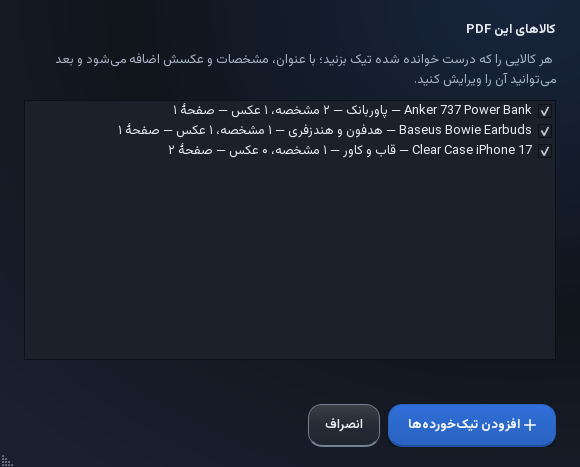 کالاهای این PDF
هر کالایی را که درست خوانده شده تیک بزنید؛ با عنوان، مشخصات و عکسش اضافه می‌شود و بعد
می‌توانید آن را ویرایش کنید.
Anker 737 Power Bank — پاوربانک — ۲ مشخصه، ۱ عکس — صفحهٔ ۱
Baseus Bowie Earbuds — هدفون و هندزفری — ۱ مشخصه، ۱ عکس — صفحهٔ ۱
Clear Case iPhone 17 — قاب و کاور — ۱ مشخصه، ۰ عکس — صفحهٔ ۲
افزودن تیک‌خورده‌ها
انصراف